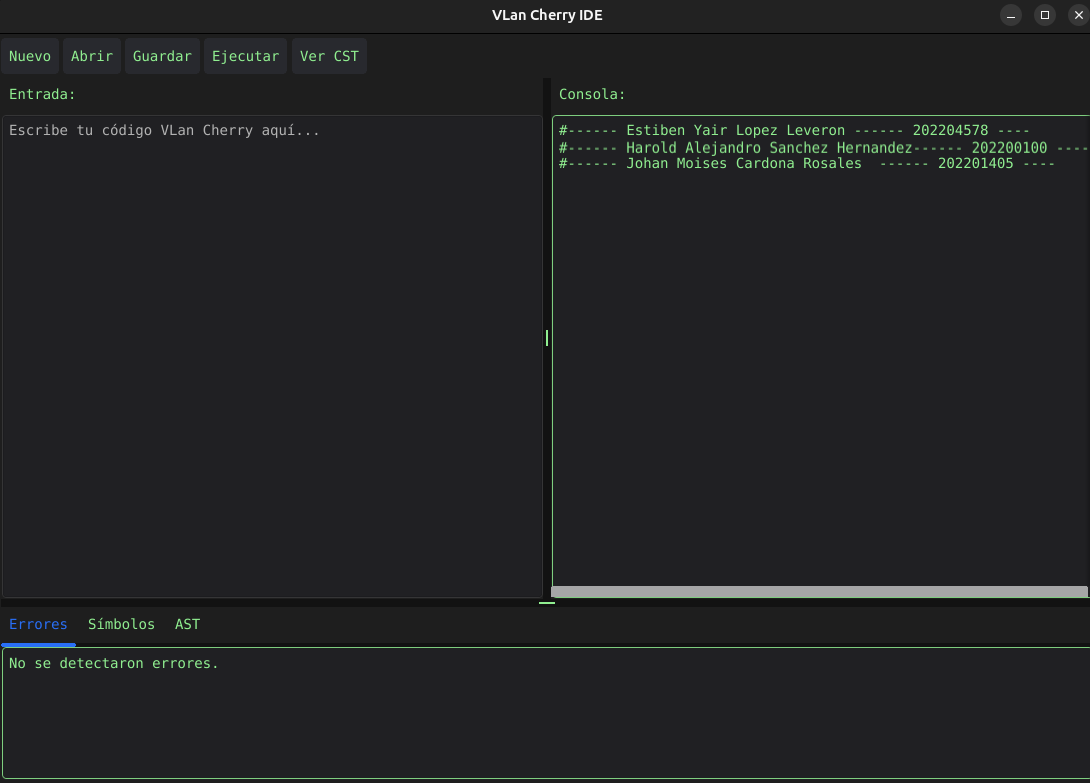 VLan Cherry IDE
Nuevo Abrir Guardar Ejecutar Ver CST
Entrada:
Escribe tu código VLan Cherry aquí...
Consola:
#------ Estiben Yair Lopez Leveron ------ 202204578 ----
#------ Harold Alejandro Sanchez Hernandez------ 202200100 ----
#------ Johan Moises Cardona Rosales  ------ 202201405 ----
Errores Símbolos AST
No se detectaron errores.